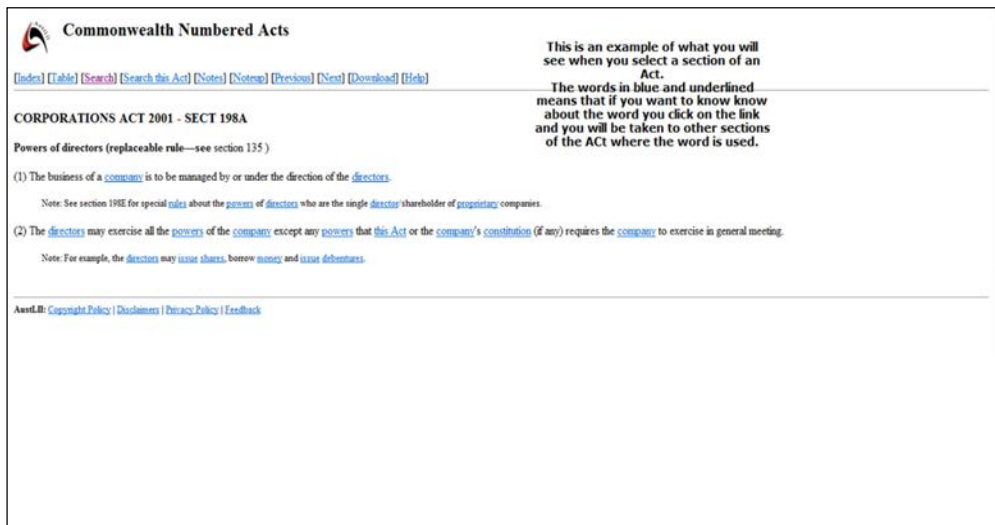 Commonwealth Numbered Acts
This is an example of what you will
see when you select a section of an
Act.
The words in blue and underlined
means that if you want to know know
about the word you click on the link
and you will be taken to other sections
of the ACt where the word is used.
[Index] [Table] [Search] [Search this Act] [Notes] [Noteup] [Previous] [Next] [Download] [Help]
CORPORATIONS ACT 2001 - SECT 198A
Powers of directors (replaceable rule—see section 135 )
(1) The business of a company is to be managed by or under the direction of the directors.
Note: See section 198E for special rules about the powers of directors who are the single director/shareholder of proprietary companies.
(2) The directors may exercise all the powers of the company except any powers that this Act or the company's constitution (if any) requires the company to exercise in general meeting.
Note: For example, the directors may issue shares, borrow money and issue debentures.
AustLII: Copyright Policy | Disclaimers | Privacy Policy | Feedback